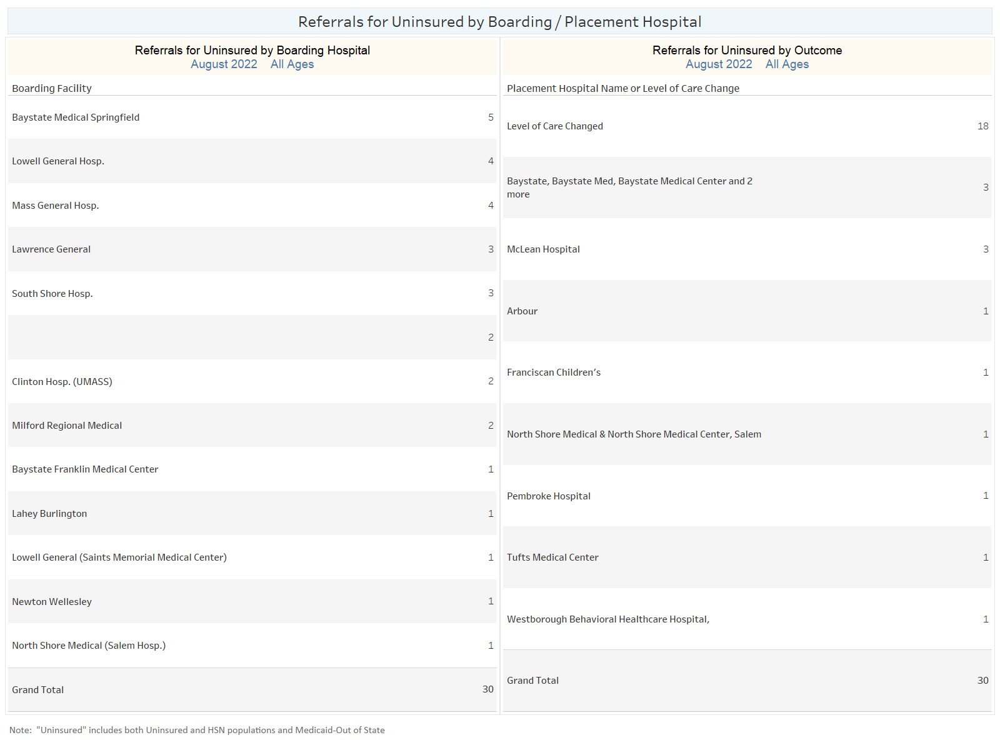 Referrals for Uninsured by Boarding / Placement Hospital
Referrals for Uninsured by Boarding Hospital
August 2022 All Ages
Boarding Facility
Baystate Medical Springfield 5
Lowell General Hosp. 4
Mass General Hosp. 4
Lawrence General 3
South Shore Hosp. 3
2
Clinton Hosp. (UMASS) 2
Milford Regional Medical 2
Baystate Franklin Medical Center 1
Lahey Burlington 1
Lowell General (Saints Memorial Medical Center) 1
Newton Wellesley 1
North Shore Medical (Salem Hosp.) 1
Grand Total 30
Referrals for Uninsured by Outcome
August 2022 All Ages
Placement Hospital Name or Level of Care Change
Level of Care Changed 18
Baystate, Baystate Med, Baystate Medical Center and 2
more 3
McLean Hospital 3
Arbour 1
Franciscan Children's 1
North Shore Medical & North Shore Medical Center, Salem 1
Pembroke Hospital 1
Tufts Medical Center 1
Westborough Behavioral Healthcare Hospital, 1
Grand Total 30
Note: "Uninsured" includes both Uninsured and HSN populations and Medicaid-Out of State